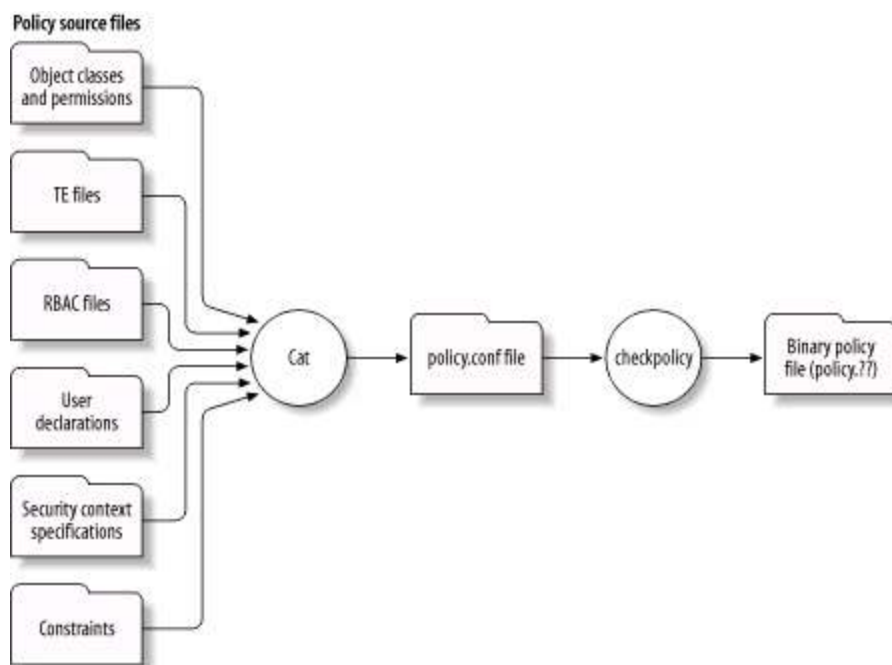 Policy source files
Object classes
and permissions
TE files
RBAC files
User
declarations
Security context
specifications
Constraints
Cat
policy.conf file
checkpolicy
Binary policy
file (policy.??)